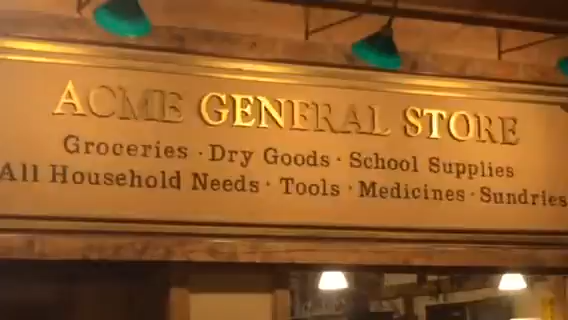 ACME GENERAL STORE
Groceries · Dry Goods · School Supplies
All Household Needs · Tools · Medicines · Sundries